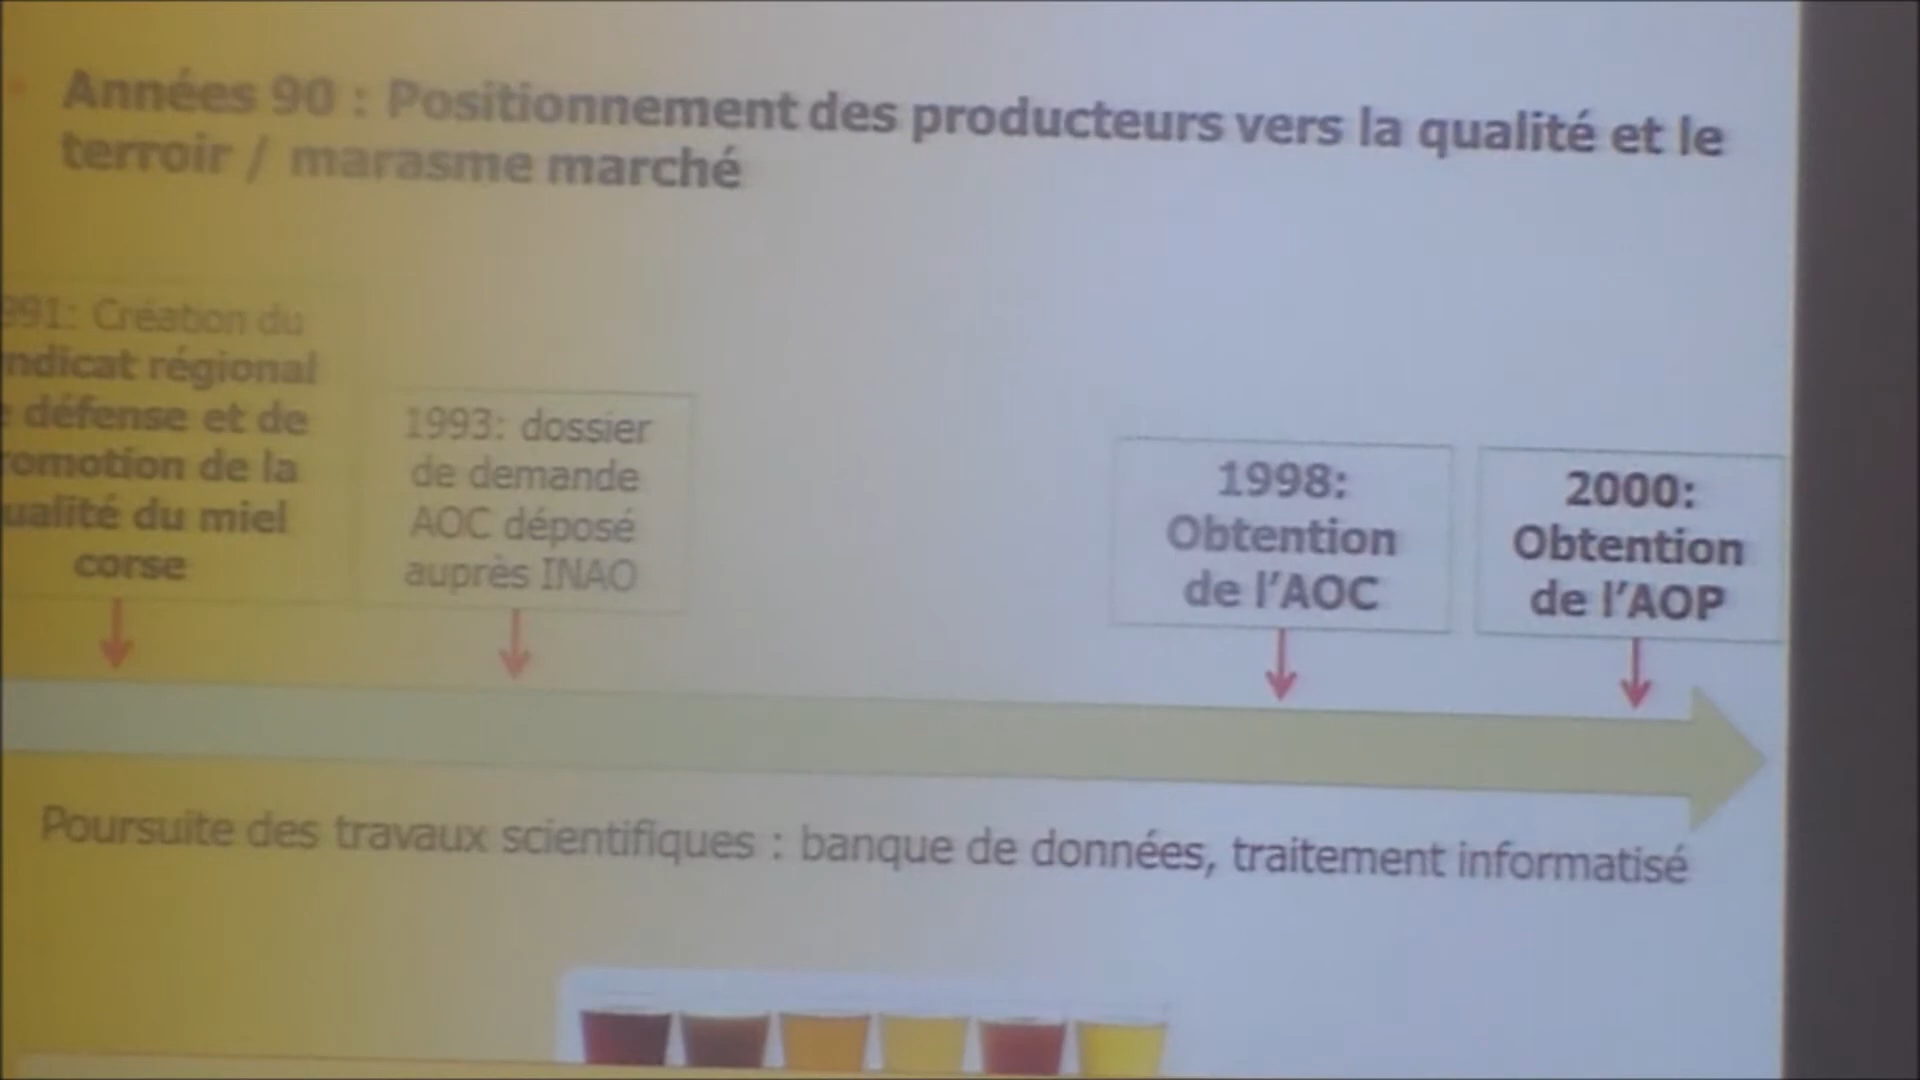 Années 90 : Positionnement des producteurs vers la qualité et le
terroir / marasme marché
991: Création du
ndicat régional
e défense et de
romotion de la
ualité du miel
corse
1993: dossier
de demande
AOC déposé
auprès INAO
1998:
Obtention
de l'AOC
2000:
Obtention
de l'AOP
Poursuite des travaux scientifiques : banque de données, traitement informatisé